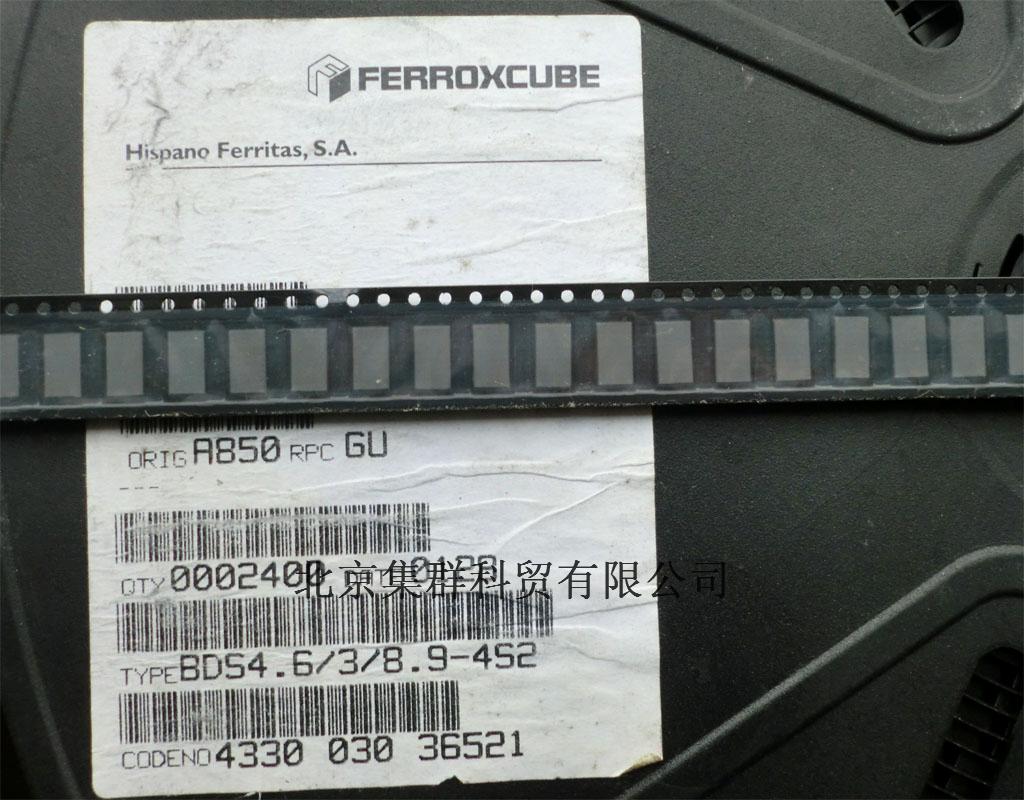 FERROXCUBE
Hispano Ferritas, S.A.
ORIG A850 RPC GU
---
QTY 0002400
北京集群科贸有限公司
TYPE BDS4.6/3/8.9-4S2
CODENO 4330 030 36521